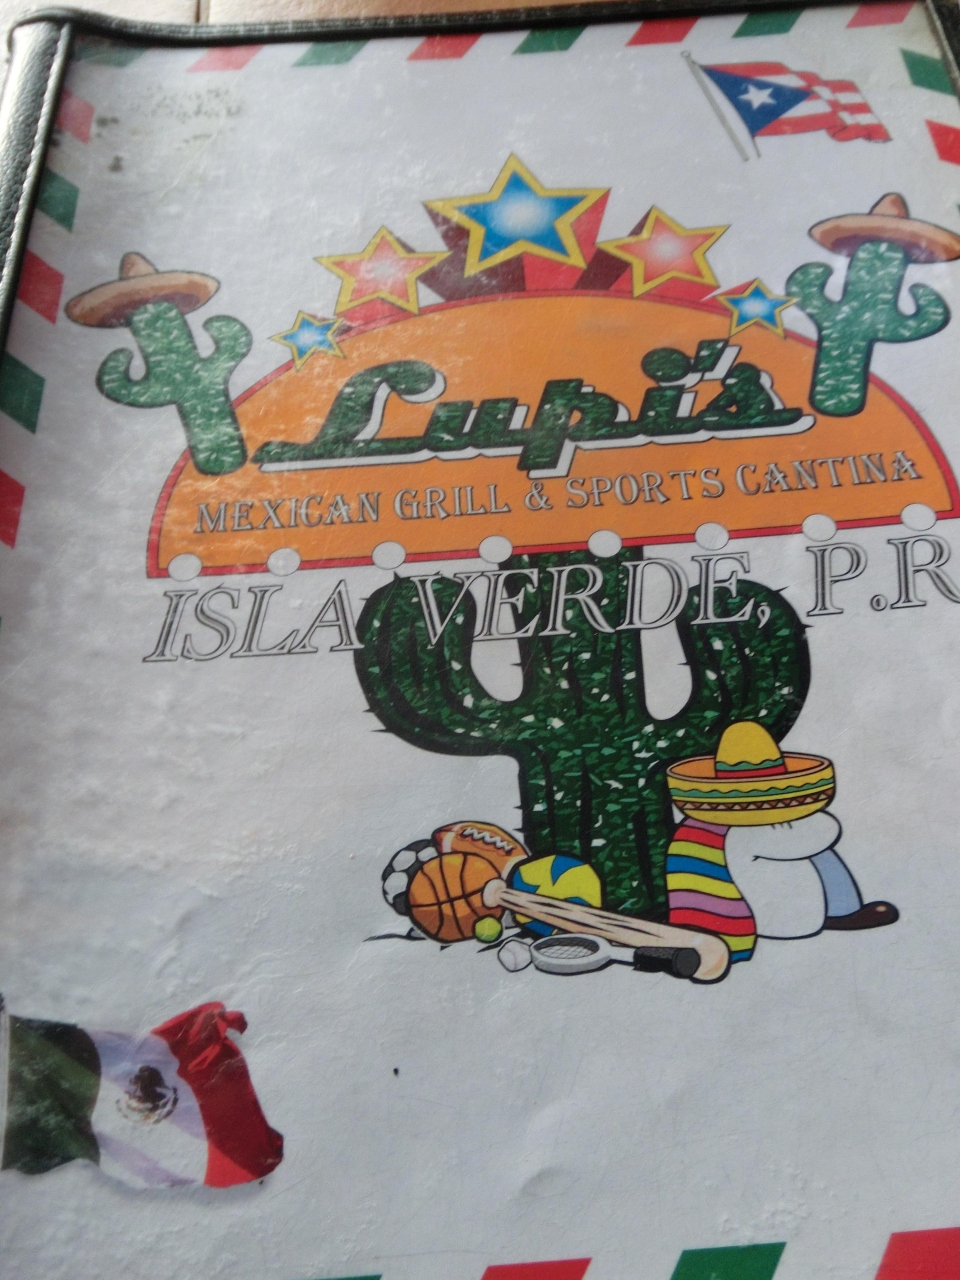 Lupi's
MEXICAN GRILL & SPORTS CANTINA
ISLA VERDE, P.R